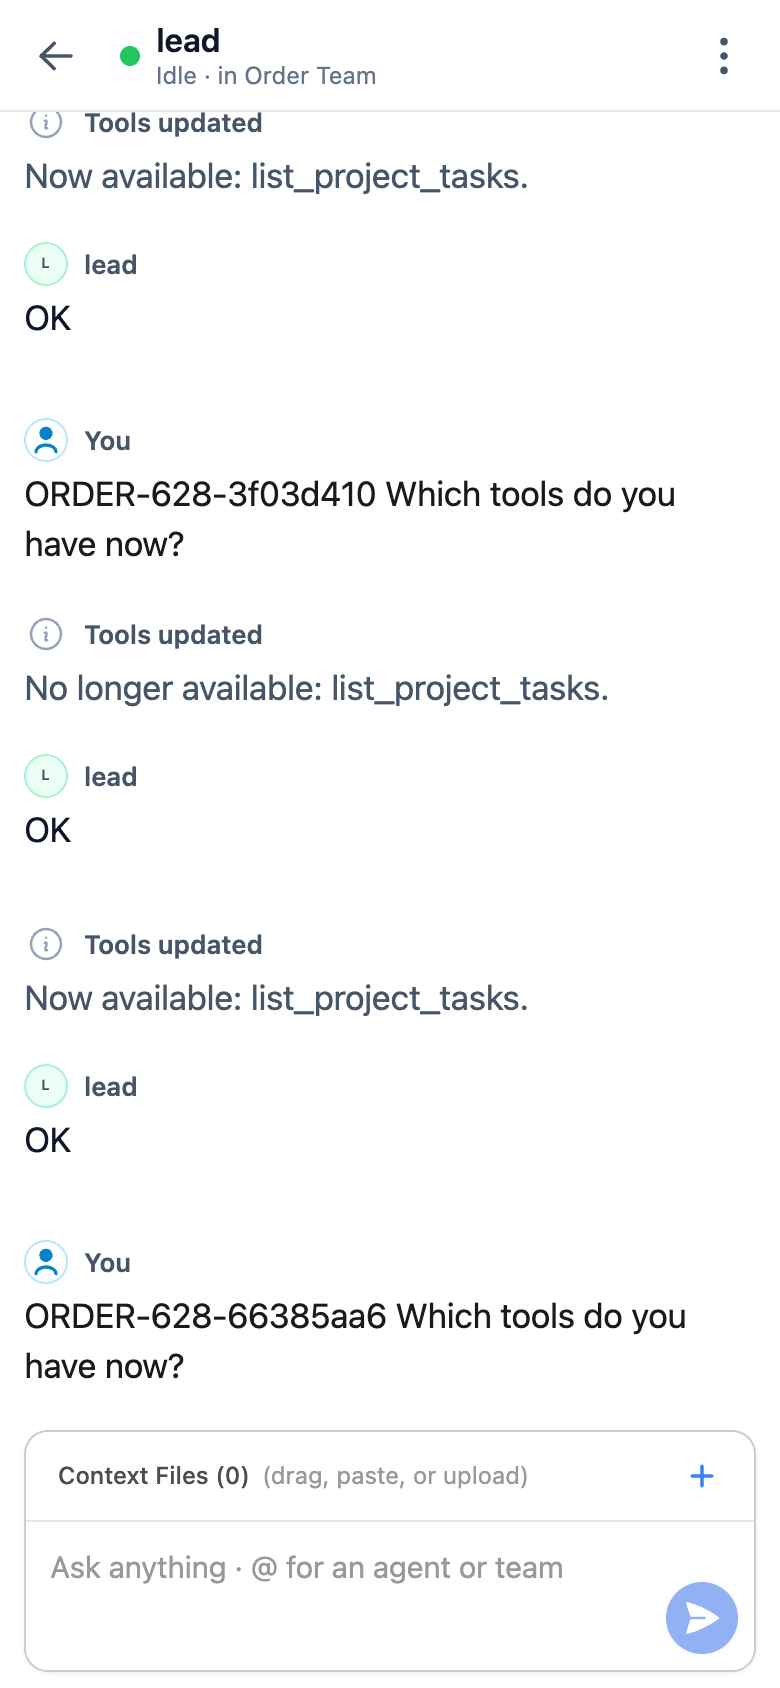 lead
Idle · in Order Team
Tools updated
Now available: list_project_tasks.
L
lead
OK
You
ORDER-628-3f03d410 Which tools do you
have now?
Tools updated
No longer available: list_project_tasks.
L
lead
OK
Tools updated
Now available: list_project_tasks.
L
lead
OK
You
ORDER-628-66385aa6 Which tools do you
have now?
Context Files (0) (drag, paste, or upload)
Ask anything · @ for an agent or team